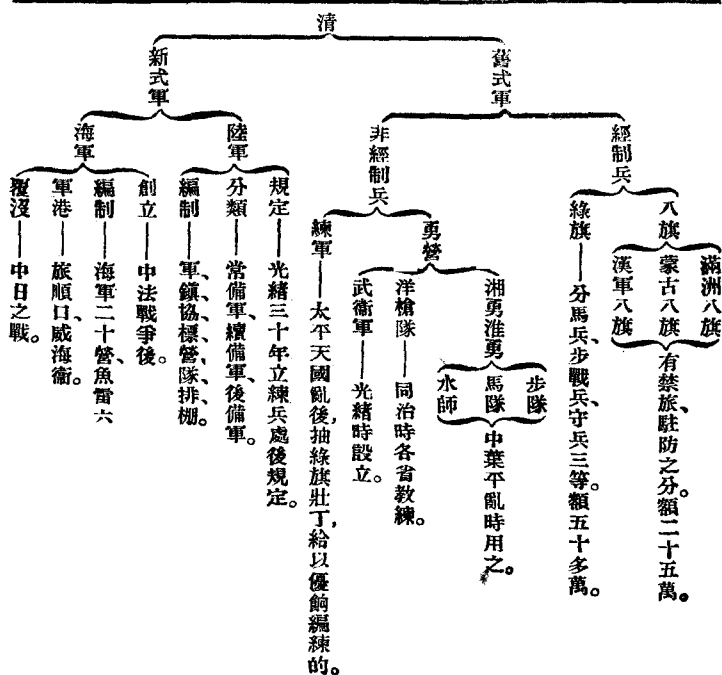 清
舊式軍
經制兵
八旗
滿洲八旗
蒙古八旗
漢軍八旗
有禁旅、駐防之分。額二十五萬。
綠旗——分馬兵、步戰兵、守兵三等。額五十多萬。
非經制兵
勇營
湘勇淮勇
步隊
馬隊
水師
中葉平亂時用之。
洋槍隊——同治時各省教練。
武衞軍——光緒時設立。
練軍——太平天國亂後，抽綠旗壯丁，給以優餉編練的。
新式軍
陸軍
規定——光緒三十年立練兵處後規定。
分類——常備軍、續備軍、後備軍。
編制——軍、鎮、協、標、營、隊、排、棚。
海軍
創立——中法戰爭後。
編制——海軍二十營、魚雷六
軍港——旅順口、威海衞。
覆沒——中日之戰。